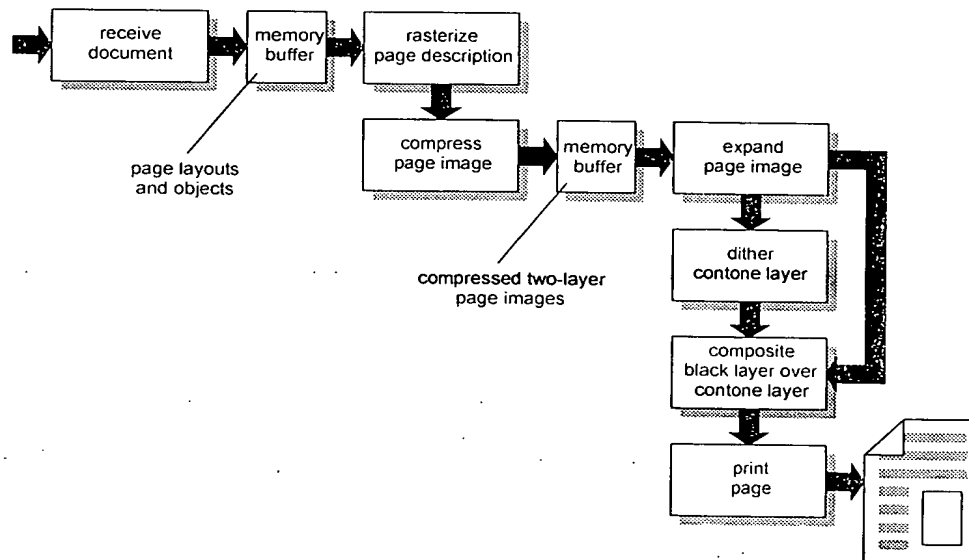 receive
document
memory
buffer
rasterize
page description
page layouts
and objects
compress
page image
memory
buffer
expand
page image
compressed two-layer
page images
dither
contone layer
composite
black layer over
contone layer
print
page